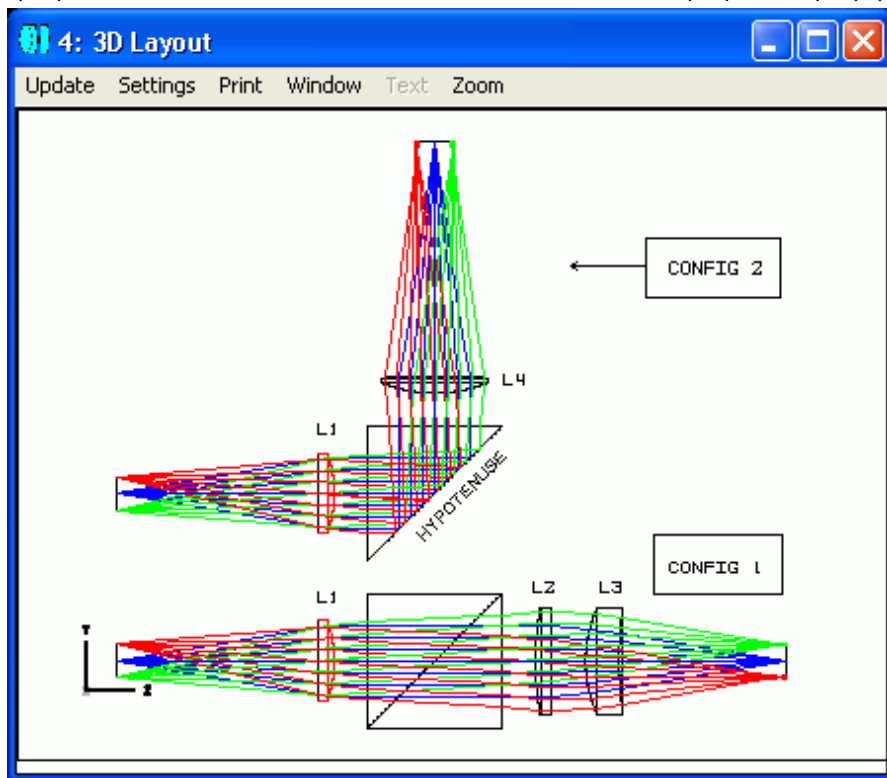 4: 3D Layout
Update Settings Print Window Text Zoom
CONFIG 2
L4
L1
HYPOTENUSE
CONFIG 1
L2 L3
L1
Y
Z